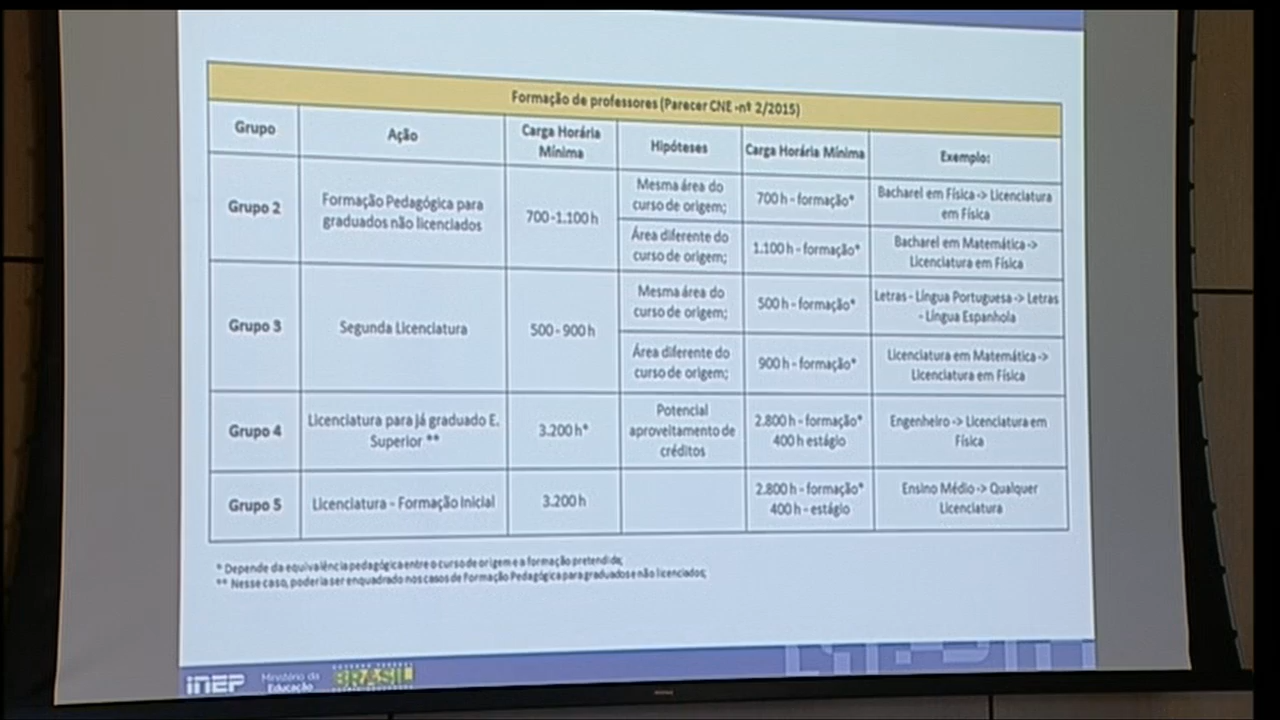 Formação de professores (Parecer CNE -nº 2/2015)
Grupo
Ação
Carga Horária
Mínima
Hipóteses
Carga Horária Mínima
Exemplo:
Grupo 2
Formação Pedagógica para
graduados não licenciados
700-1.100 h
Mesma área do
curso de origem;
700 h - formação*
Bacharel em Física -> Licenciatura
em Física
Área diferente do
curso de origem;
1.100 h - formação*
Bacharel em Matemática ->
Licenciatura em Física
Grupo 3
Segunda Licenciatura
500 - 900 h
Mesma área do
curso de origem;
500 h - formação*
Letras - Língua Portuguesa -> Letras
- Língua Espanhola
Área diferente do
curso de origem;
900 h - formação*
Licenciatura em Matemática ->
Licenciatura em Física
Grupo 4
Licenciatura para já graduado E.
Superior **
3.200 h*
Potencial
aproveitamento de
créditos
2.800 h - formação*
400 h estágio
Engenheiro -> Licenciatura em
Física
Grupo 5
Licenciatura - Formação Inicial
3.200 h
2.800 h - formação*
400 h - estágio
Ensino Médio -> Qualquer
Licenciatura
* Depende da equivalência pedagógica entre o curso de origem e a formação pretendida;
** Nesse caso, poderia ser enquadrado nos casos de Formação Pedagógica para graduados e não licenciados;
inep
Ministério da
Educação
BRASIL